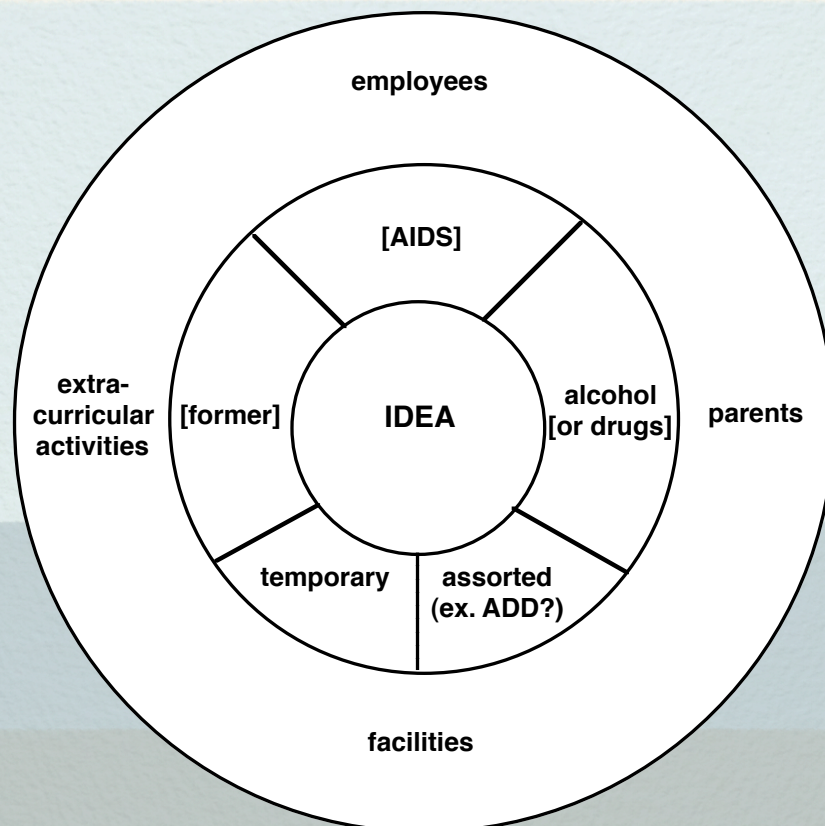 employees
[AIDS]
extra-
curricular
activities
[former]
IDEA
alcohol
[or drugs]
parents
temporary
assorted
(ex. ADD?)
facilities